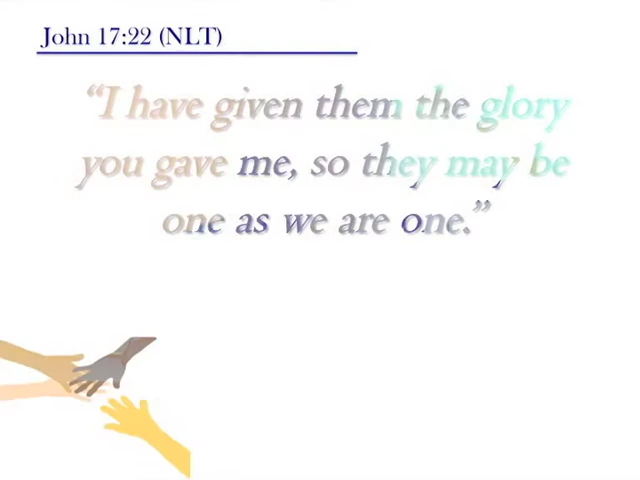 John 17:22 (NLT)
“I have given them the glory
you gave me, so they may be
one as we are one.”